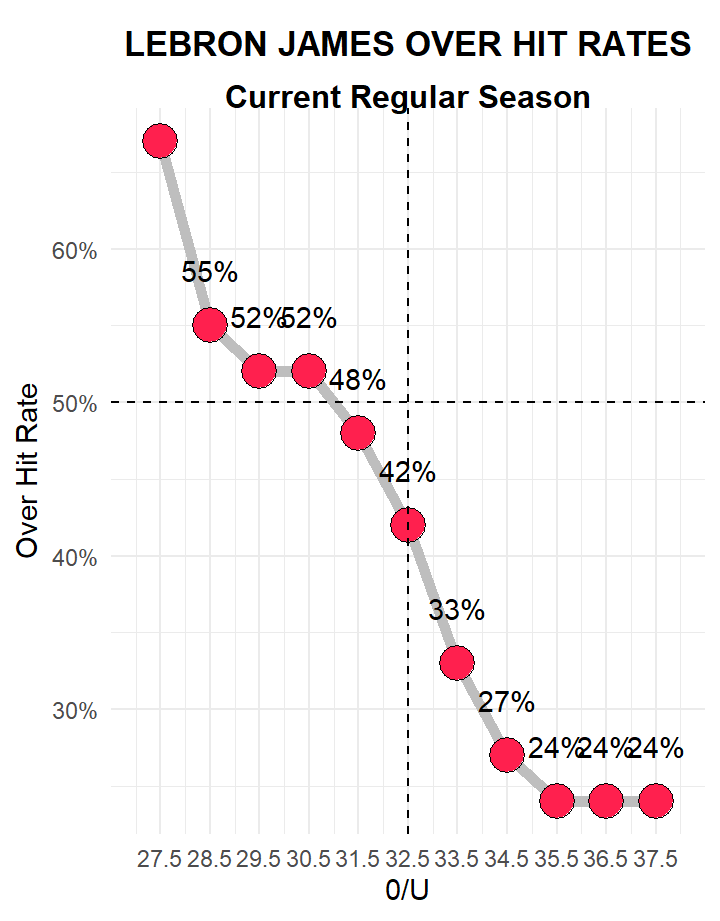 LEBRON JAMES OVER HIT RATES
Current Regular Season
55%
52%
52%
48%
42%
33%
27%
24%
24%
24%
60%
50%
40%
30%
Over Hit Rate
27.5 28.5 29.5 30.5 31.5 32.5 33.5 34.5 35.5 36.5 37.5
0/U